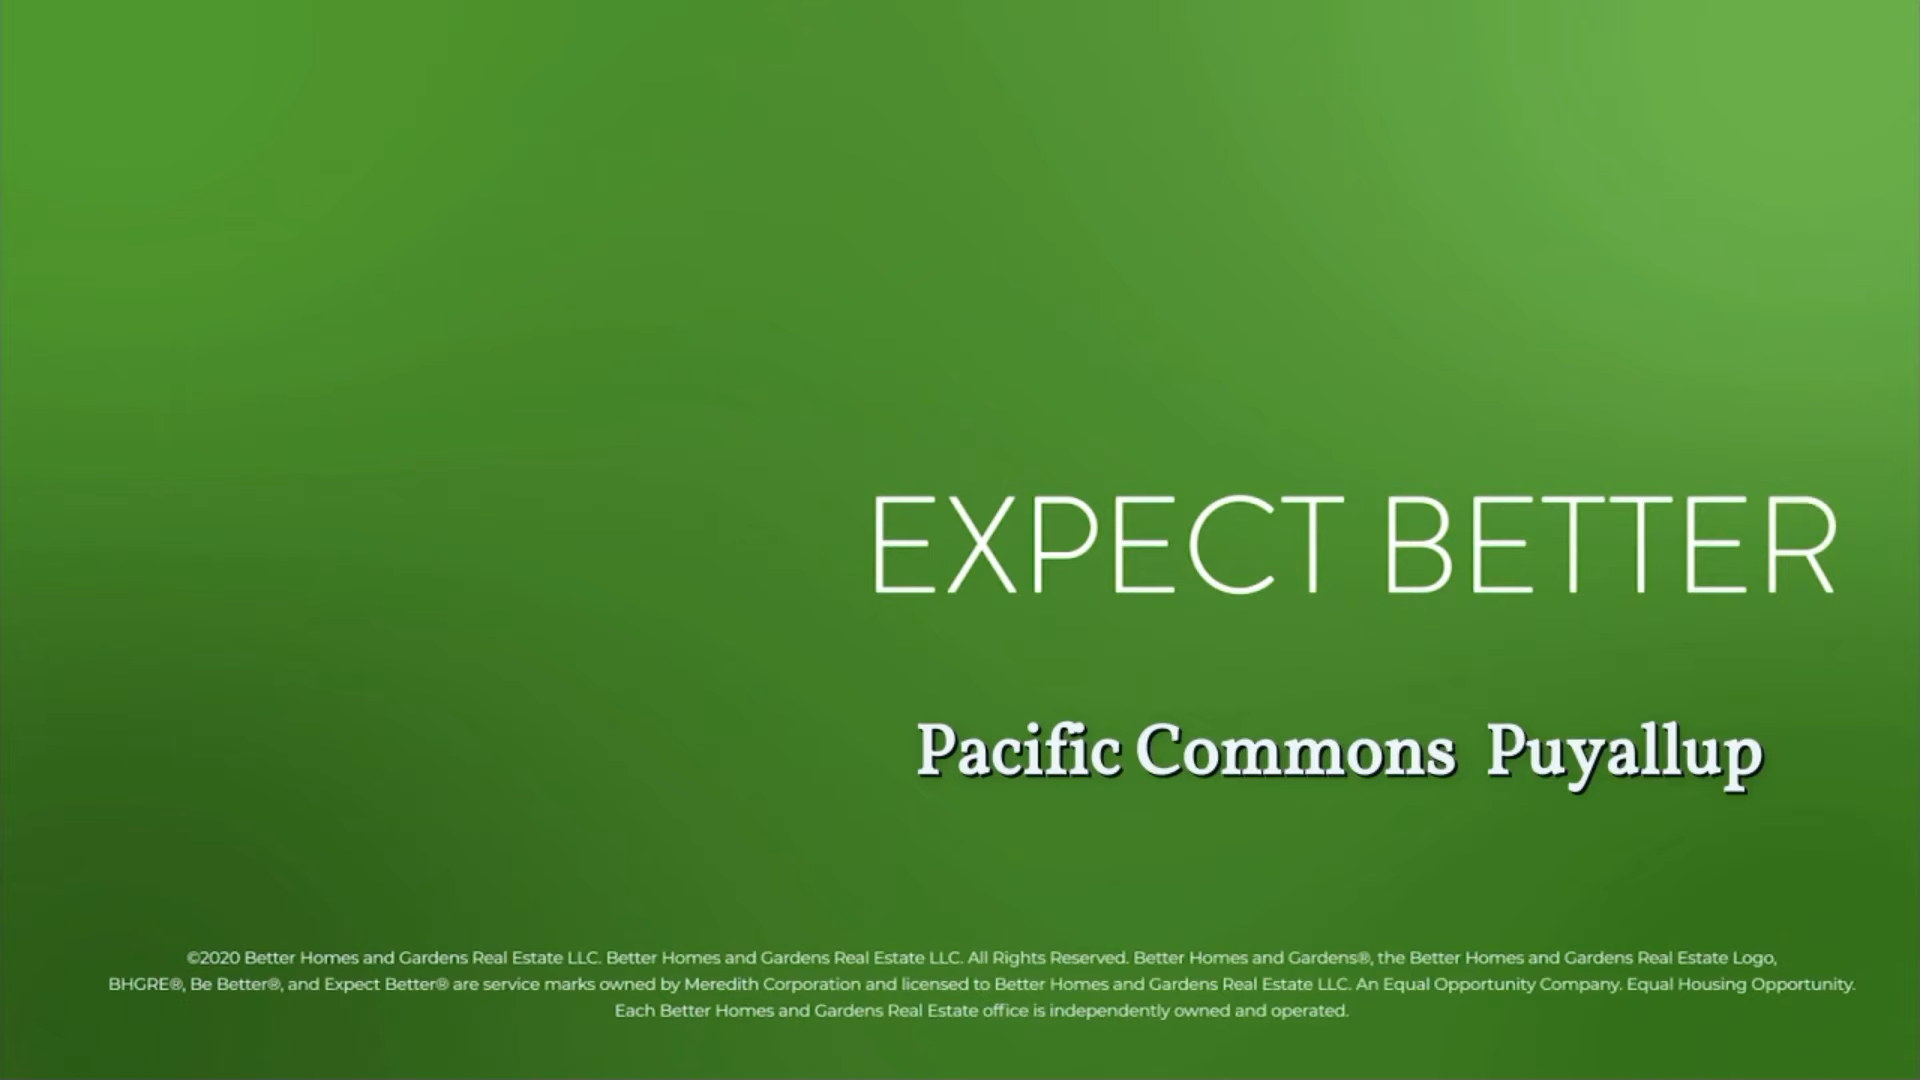 EXPECT BETTER
Pacific Commons Puyallup
©2020 Better Homes and Gardens Real Estate LLC. Better Homes and Gardens Real Estate LLC. All Rights Reserved. Better Homes and Gardens®, the Better Homes and Gardens Real Estate Logo,
BHGRE®, Be Better®, and Expect Better® are service marks owned by Meredith Corporation and licensed to Better Homes and Gardens Real Estate LLC. An Equal Opportunity Company. Equal Housing Opportunity.
Each Better Homes and Gardens Real Estate office is independently owned and operated.